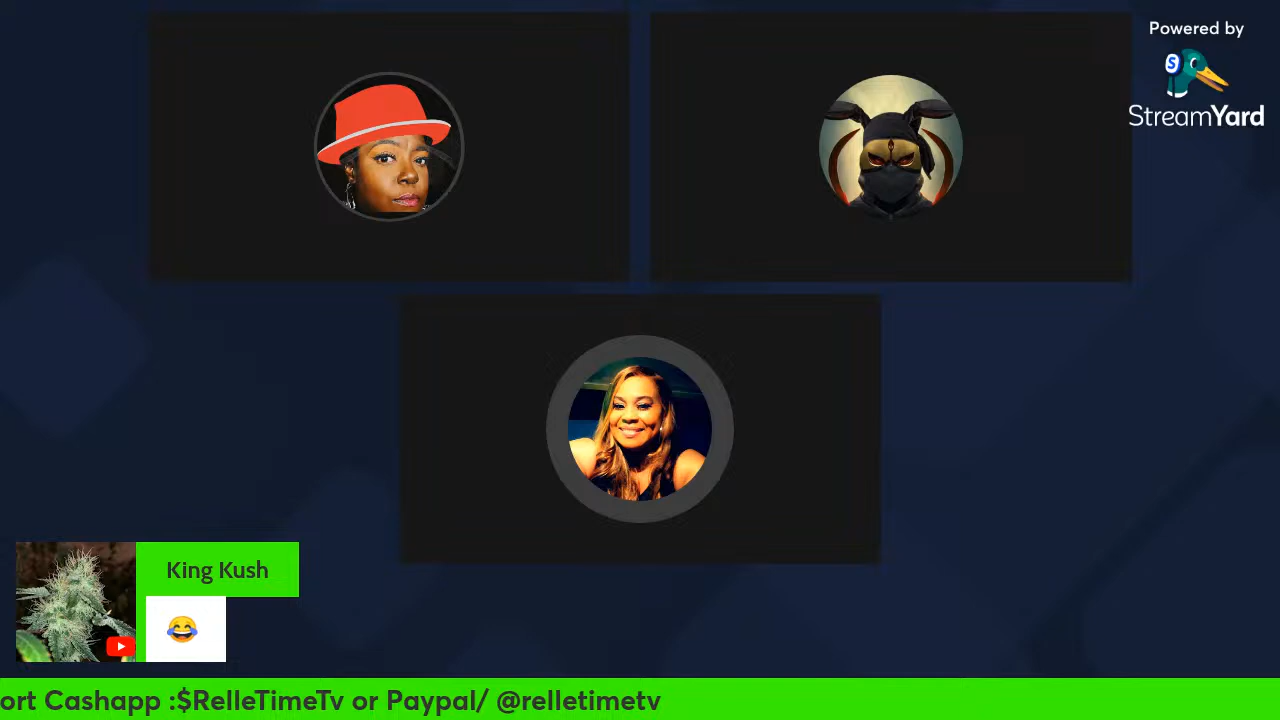 Powered by
S
StreamYard
King Kush
ort Cashapp :$RelleTimeTv or Paypal/ @relletimetv